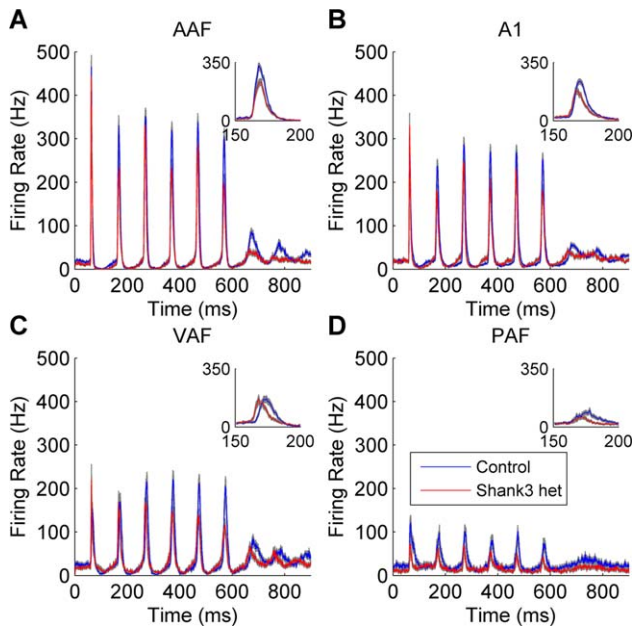 A
AAF
500
400
300
200
100
0
Firing Rate (Hz)
0 200 400 600 800
Time (ms)
350
0
150 200
B
A1
500
400
300
200
100
0
Firing Rate (Hz)
0 200 400 600 800
Time (ms)
350
0
150 200
C
VAF
500
400
300
200
100
0
Firing Rate (Hz)
0 200 400 600 800
Time (ms)
350
0
150 200
D
PAF
500
400
300
200
100
0
Firing Rate (Hz)
0 200 400 600 800
Time (ms)
350
0
150 200
Control
Shank3 het